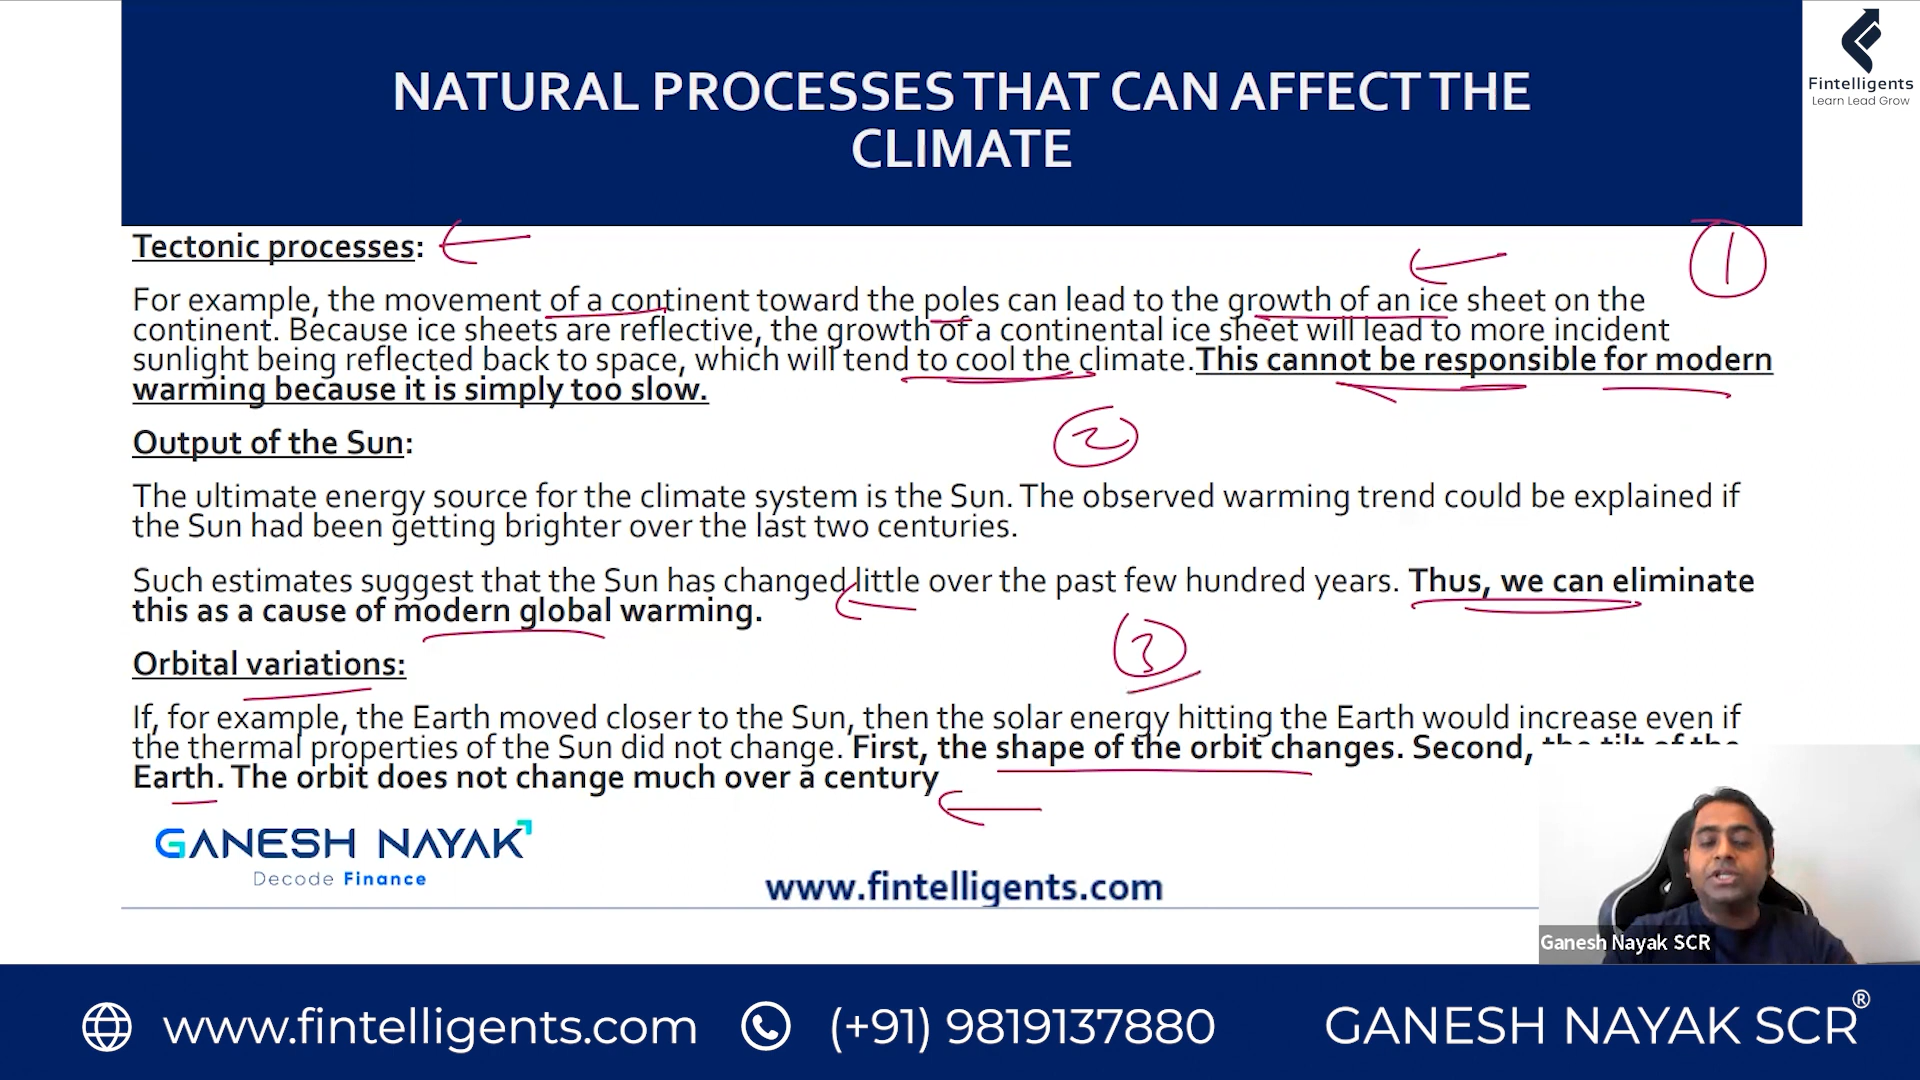 NATURAL PROCESSES THAT CAN AFFECT THE
CLIMATE
Fintelligents
Learn Lead Grow
Tectonic processes:
1
For example, the movement of a continent toward the poles can lead to the growth of an ice sheet on the
continent. Because ice sheets are reflective, the growth of a continental ice sheet will lead to more incident
sunlight being reflected back to space, which will tend to cool the climate.This cannot be responsible for modern
warming because it is simply too slow.
Output of the Sun:
2
The ultimate energy source for the climate system is the Sun. The observed warming trend could be explained if
the Sun had been getting brighter over the last two centuries.
Such estimates suggest that the Sun has changed little over the past few hundred years. Thus, we can eliminate
this as a cause of modern global warming.
Orbital variations:
3
If, for example, the Earth moved closer to the Sun, then the solar energy hitting the Earth would increase even if
the thermal properties of the Sun did not change. First, the shape of the orbit changes. Second, the tilt of the
Earth. The orbit does not change much over a century
GANESH NAYAK
Decode Finance
www.fintelligents.com
Ganesh Nayak SCR
www.fintelligents.com
(+91) 9819137880
GANESH NAYAK SCR®